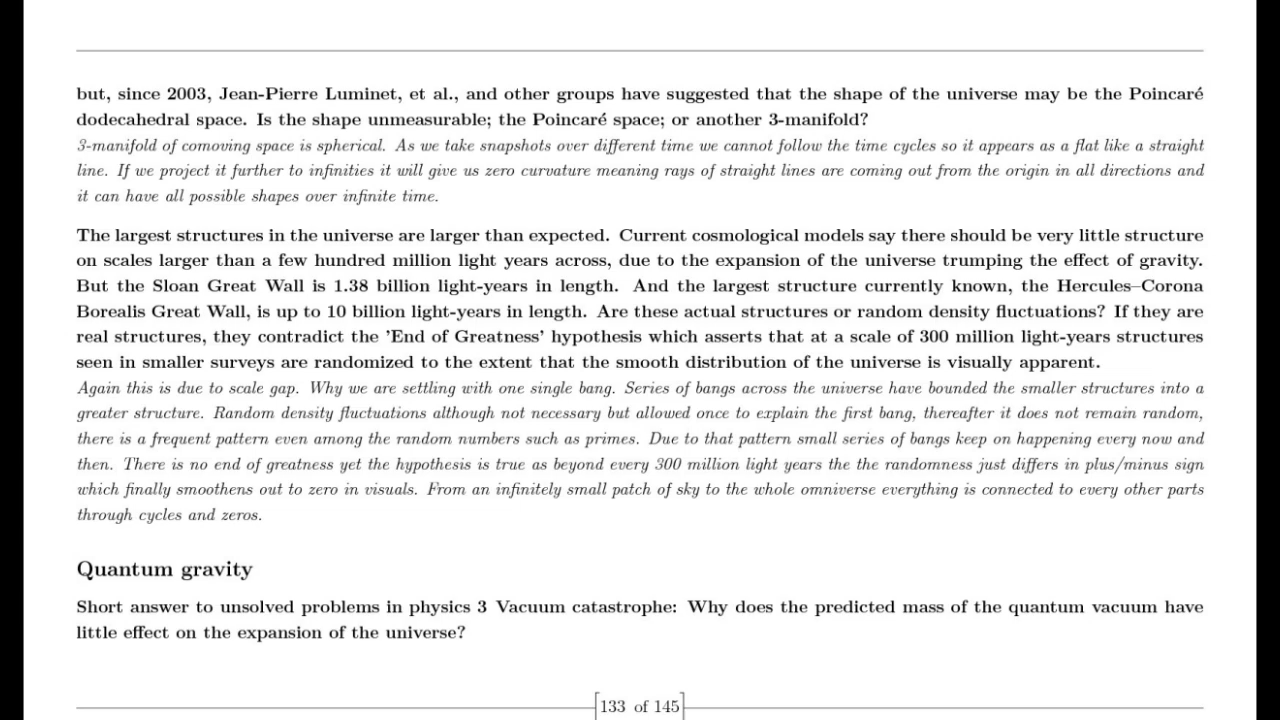 but, since 2003, Jean-Pierre Luminet, et al., and other groups have suggested that the shape of the universe may be the Poincaré
dodecahedral space. Is the shape unmeasurable; the Poincaré space; or another 3-manifold?
3-manifold of comoving space is spherical. As we take snapshots over different time we cannot follow the time cycles so it appears as a flat like a straight
line. If we project it further to infinities it will give us zero curvature meaning rays of straight lines are coming out from the origin in all directions and
it can have all possible shapes over infinite time.
The largest structures in the universe are larger than expected. Current cosmological models say there should be very little structure
on scales larger than a few hundred million light years across, due to the expansion of the universe trumping the effect of gravity.
But the Sloan Great Wall is 1.38 billion light-years in length. And the largest structure currently known, the Hercules–Corona
Borealis Great Wall, is up to 10 billion light-years in length. Are these actual structures or random density fluctuations? If they are
real structures, they contradict the 'End of Greatness' hypothesis which asserts that at a scale of 300 million light-years structures
seen in smaller surveys are randomized to the extent that the smooth distribution of the universe is visually apparent.
Again this is due to scale gap. Why we are settling with one single bang. Series of bangs across the universe have bounded the smaller structures into a
greater structure. Random density fluctuations although not necessary but allowed once to explain the first bang, thereafter it does not remain random,
there is a frequent pattern even among the random numbers such as primes. Due to that pattern small series of bangs keep on happening every now and
then. There is no end of greatness yet the hypothesis is true as beyond every 300 million light years the the randomness just differs in plus/minus sign
which finally smoothens out to zero in visuals. From an infinitely small patch of sky to the whole omniverse everything is connected to every other parts
through cycles and zeros.
Quantum gravity
Short answer to unsolved problems in physics 3 Vacuum catastrophe: Why does the predicted mass of the quantum vacuum have
little effect on the expansion of the universe?
133 of 145